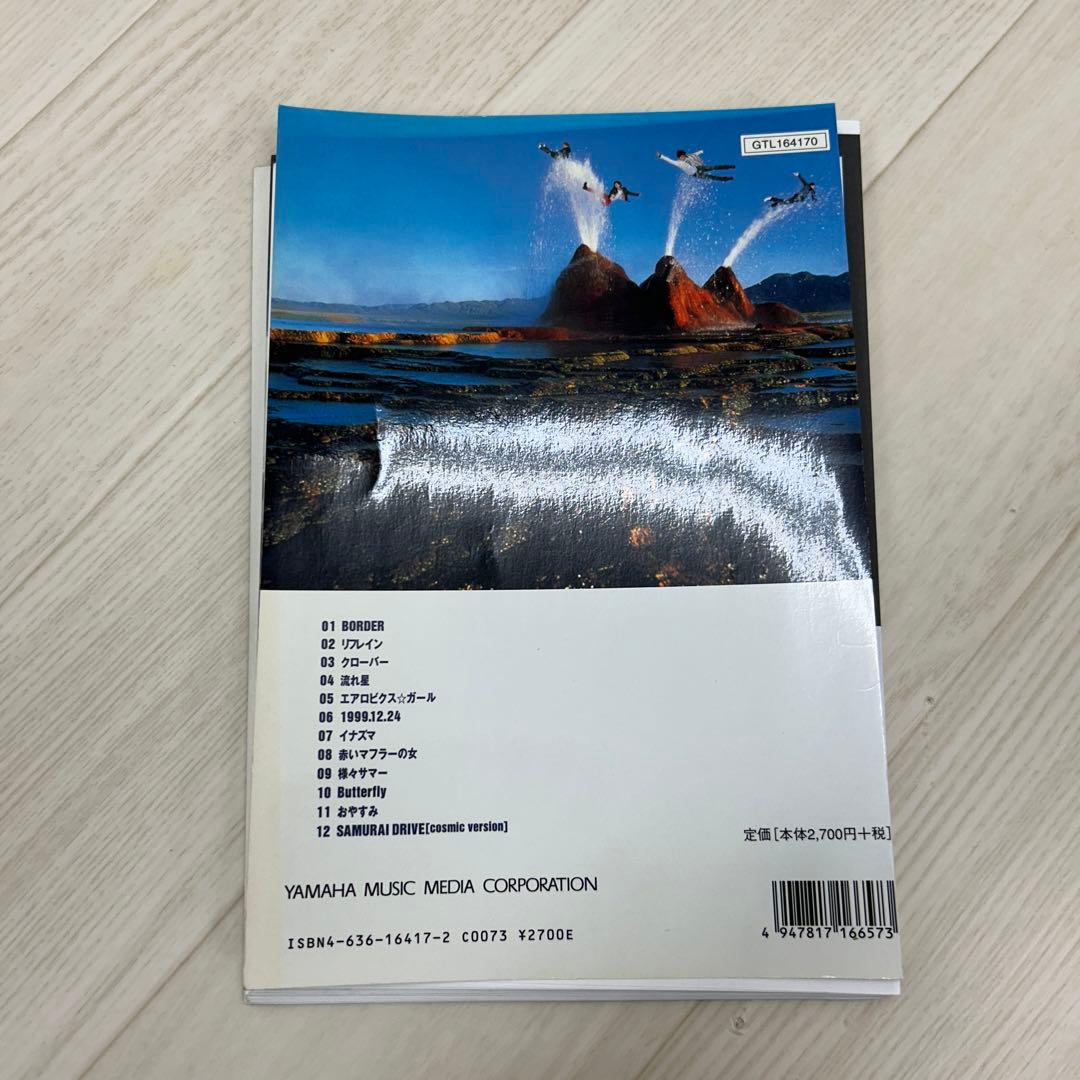 GTL164170
01 BORDER
02 リフレイン
03 クローバー
04 流れ星
05 エアロビクス☆ガール
06 1999.12.24
07 イナズマ
08 赤いマフラーの女
09 様々サマー
10 Butterfly
11 おやすみ
12 SAMURAI DRIVE[cosmic version]
定価[本体2,700円+税]
YAMAHA MUSIC MEDIA CORPORATION
ISBN4-636-16417-2 C0073 ¥2700E
4 947817 166573